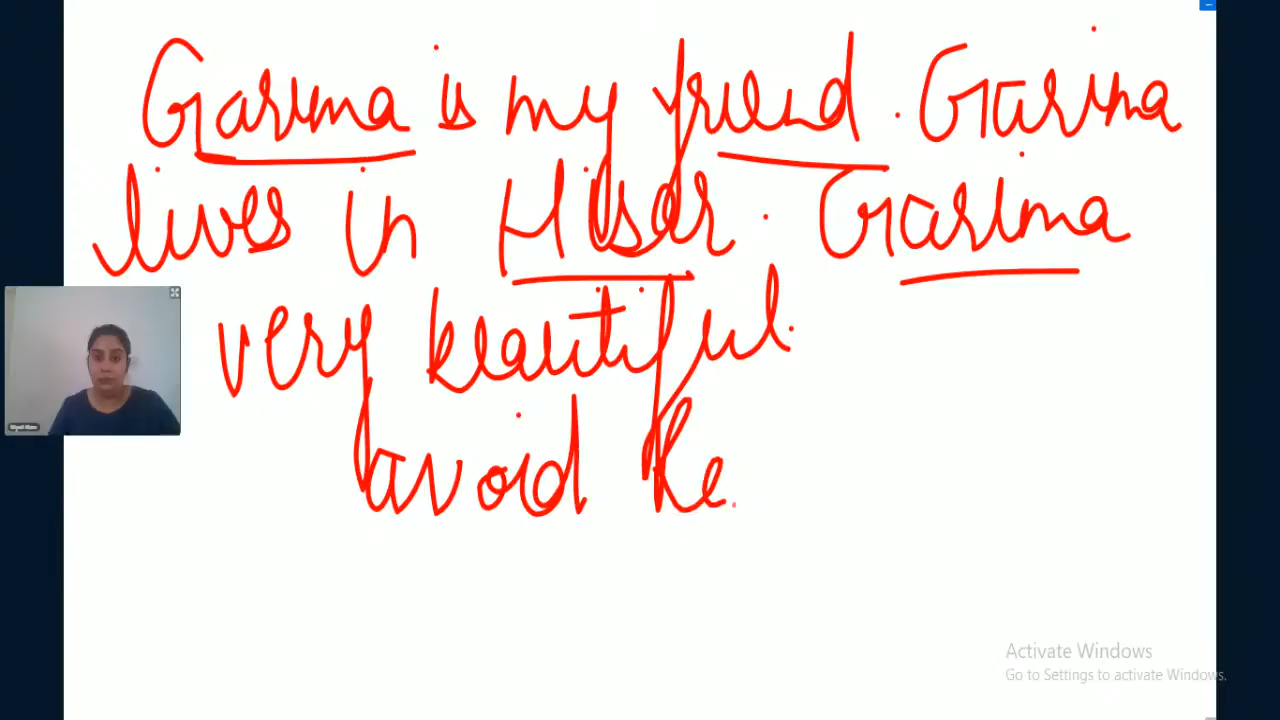 Garima is my friend. Garima
lives in Hisar. Garima
very beautiful.
avoid Re
Activate Windows
Go to Settings to activate Windows.